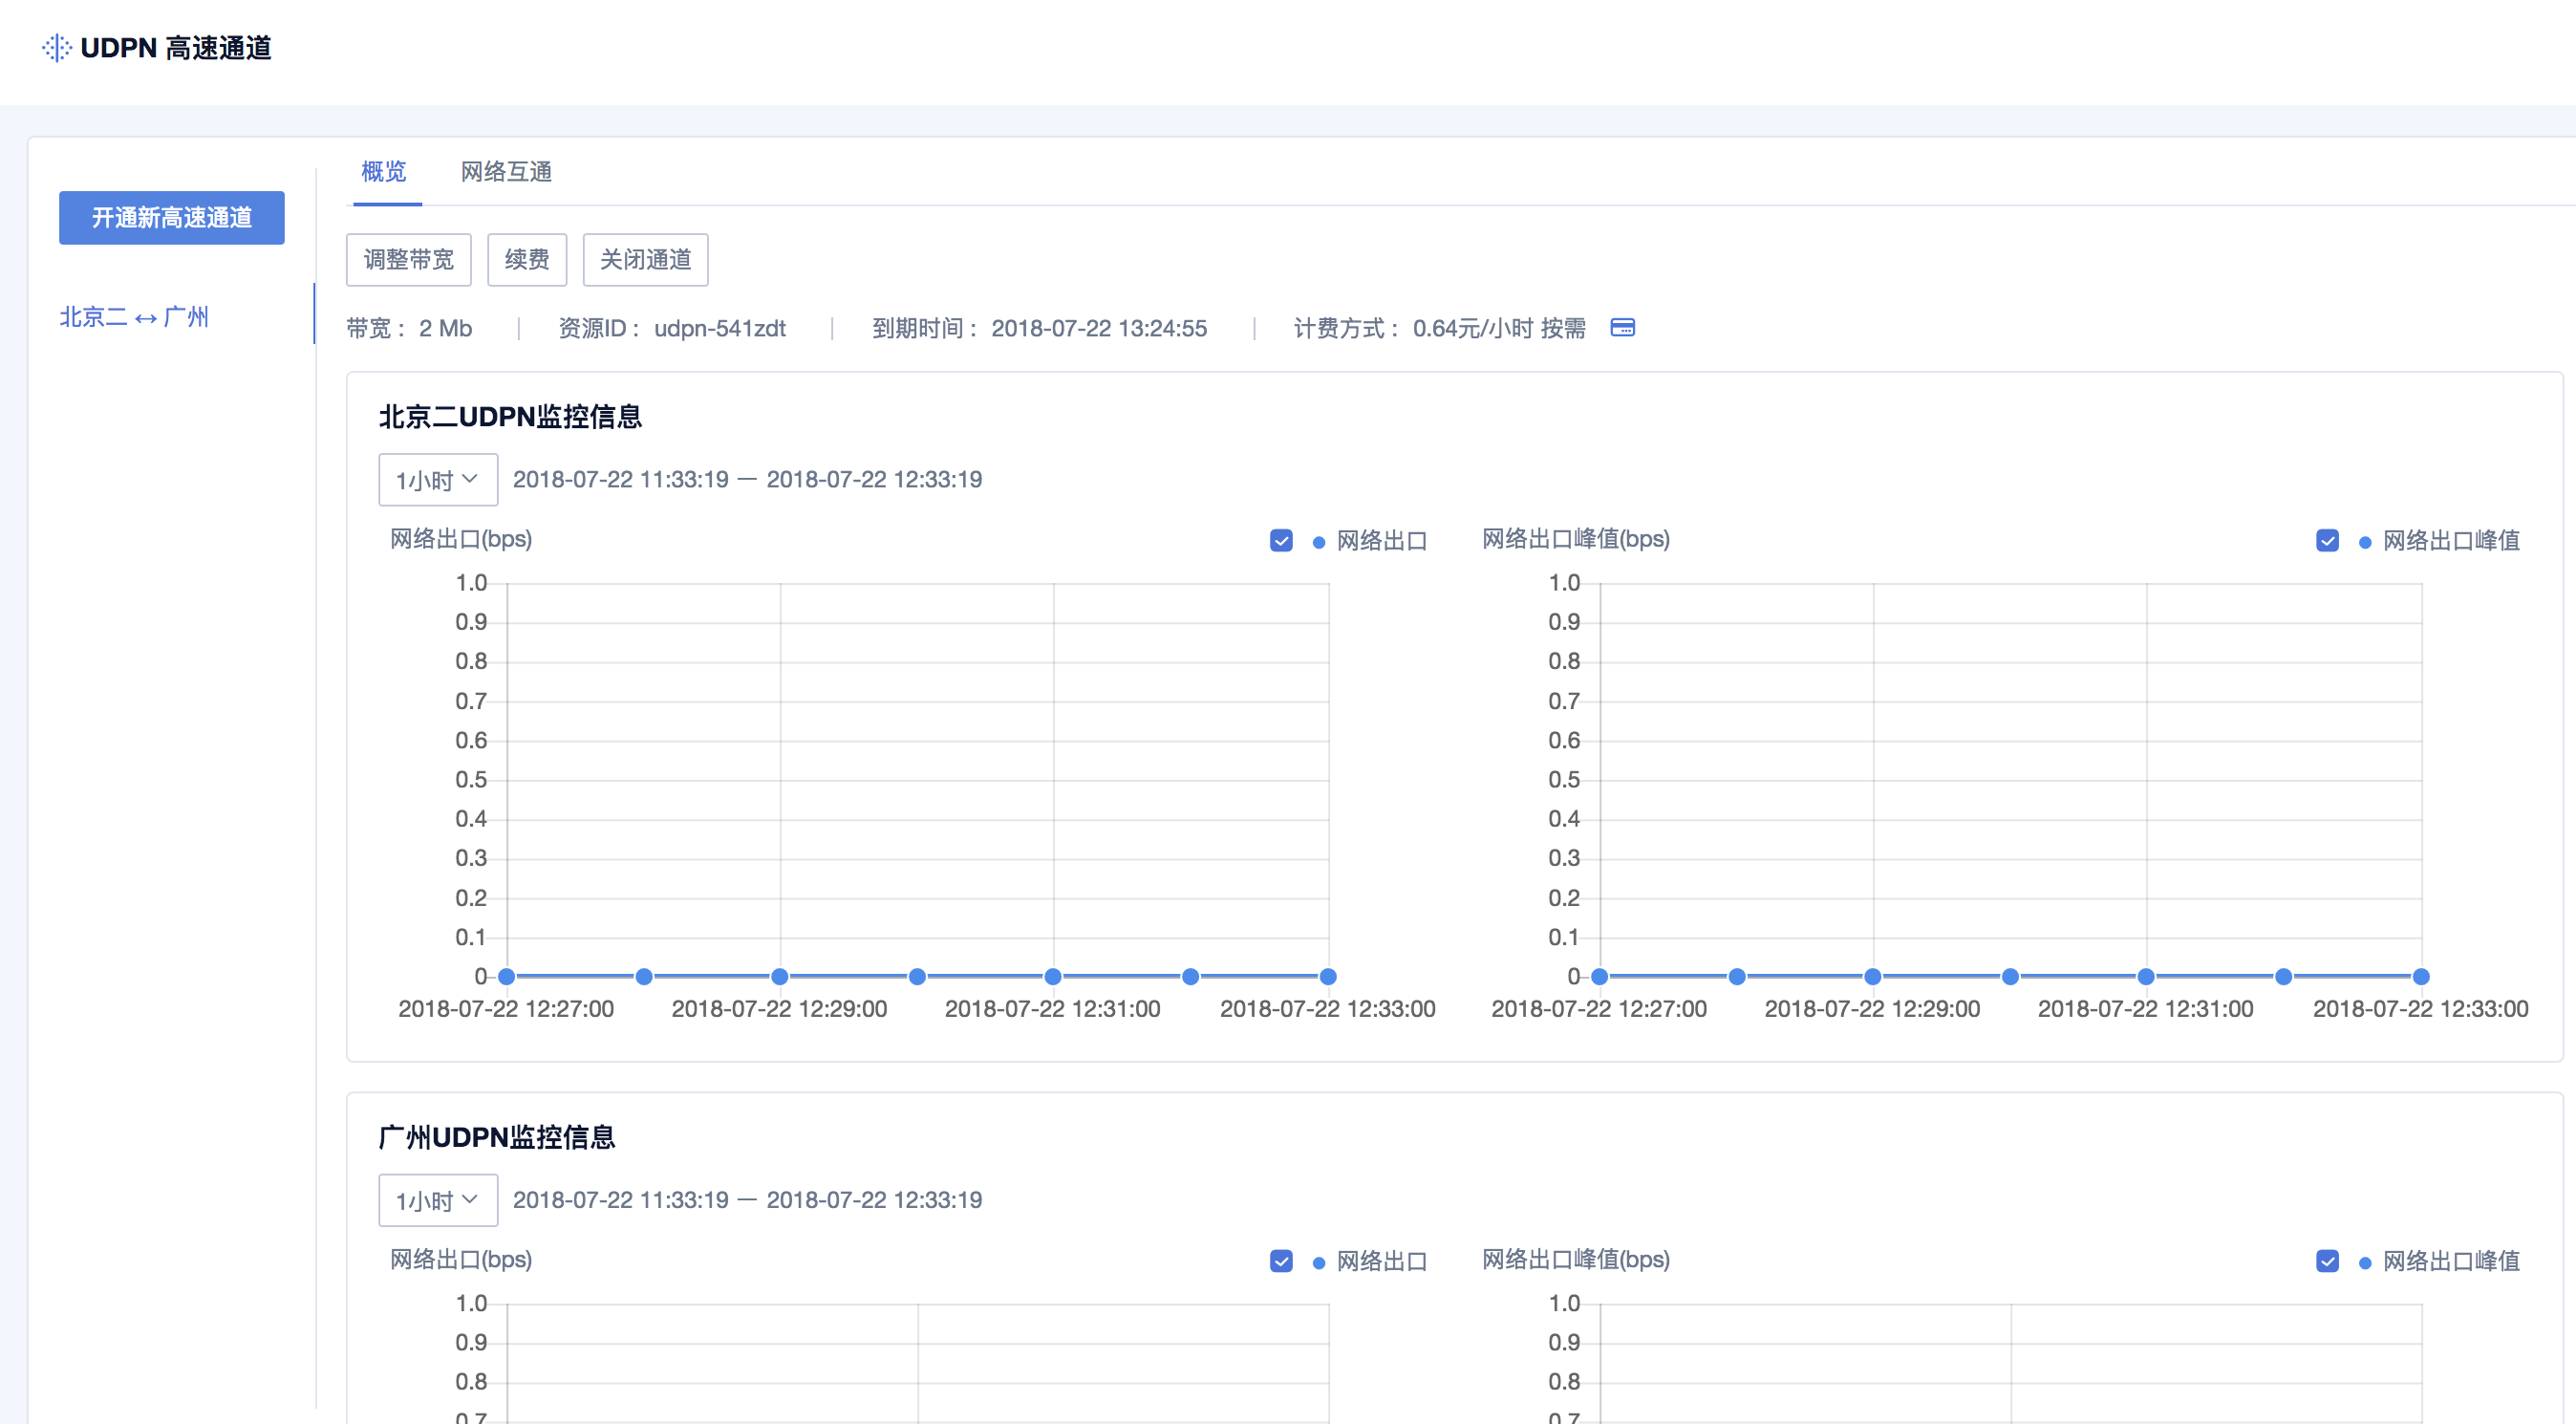 UDPN 高速通道
开通新高速通道
北京二 ↔ 广州
概览 网络互通
调整带宽 续费 关闭通道
带宽： 2 Mb | 资源ID： udpn-541zdt | 到期时间： 2018-07-22 13:24:55 | 计费方式： 0.64元/小时 按需
北京二UDPN监控信息
1小时 2018-07-22 11:33:19 — 2018-07-22 12:33:19
网络出口(bps) 网络出口
1.0
0.9
0.8
0.7
0.6
0.5
0.4
0.3
0.2
0.1
0
2018-07-22 12:27:00 2018-07-22 12:29:00 2018-07-22 12:31:00 2018-07-22 12:33:00
网络出口峰值(bps) 网络出口峰值
1.0
0.9
0.8
0.7
0.6
0.5
0.4
0.3
0.2
0.1
0
2018-07-22 12:27:00 2018-07-22 12:29:00 2018-07-22 12:31:00 2018-07-22 12:33:00
广州UDPN监控信息
1小时 2018-07-22 11:33:19 — 2018-07-22 12:33:19
网络出口(bps) 网络出口
1.0
0.9
0.8
0.7
网络出口峰值(bps) 网络出口峰值
1.0
0.9
0.8
0.7